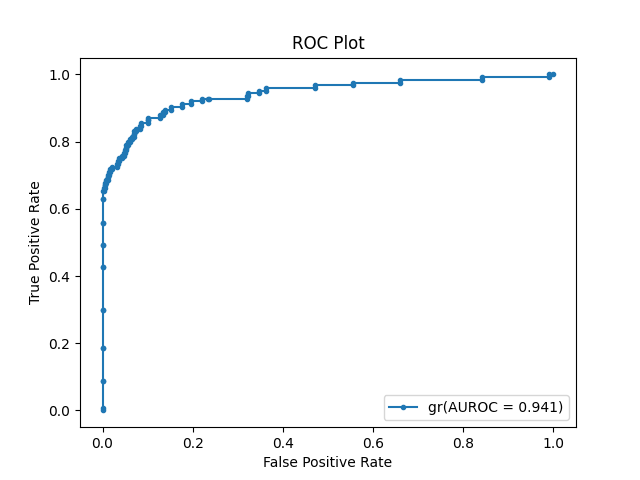 ROC Plot
True Positive Rate
1.0
0.8
0.6
0.4
0.2
0.0
gr(AUROC = 0.941)
0.0 0.2 0.4 0.6 0.8 1.0
False Positive Rate